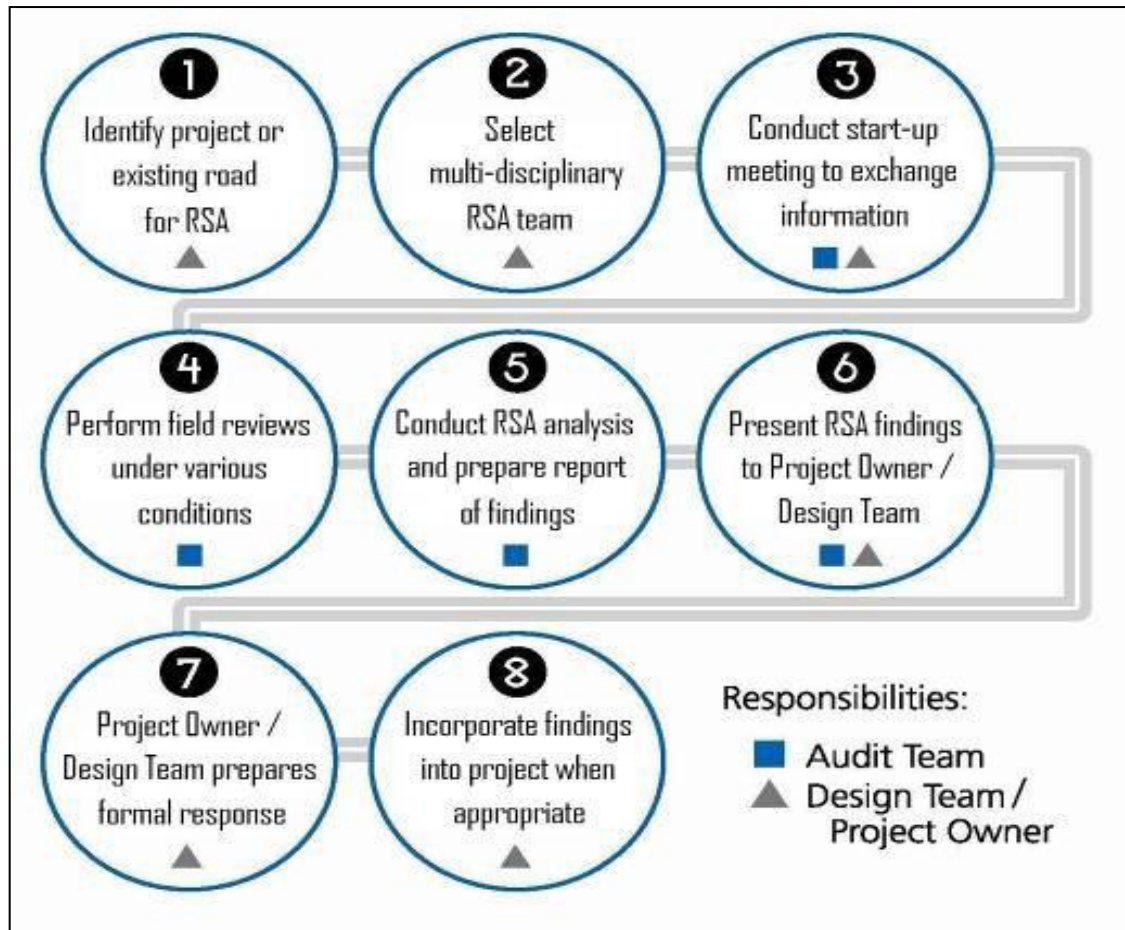 1
Identify project or
existing road
for RSA
2
Select
multi-disciplinary
RSA team
3
Conduct start-up
meeting to exchange
information
4
Perform field reviews
under various
conditions
5
Conduct RSA analysis
and prepare report
of findings
6
Present RSA findings
to Project Owner /
Design Team
7
Project Owner /
Design Team prepares
formal response
8
Incorporate findings
into project when
appropriate
Responsibilities:
Audit Team
Design Team /
Project Owner